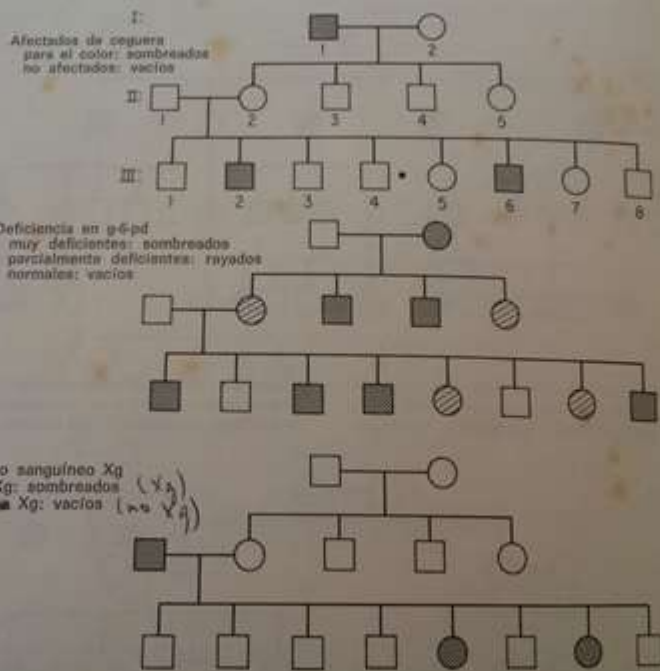 I:
Afectados de ceguera
para el color: sombreados
no afectados: vacíos
1 2
II:
1 2 3 4 5
III:
1 2 3 4 5 6 7 8
Deficiencia en g-6-pd
muy deficientes: sombreados
parcialmente deficientes: rayados
normales: vacíos
sanguíneo Xg
Xg: sombreados (Xg)
Xg: vacíos (no Xg)